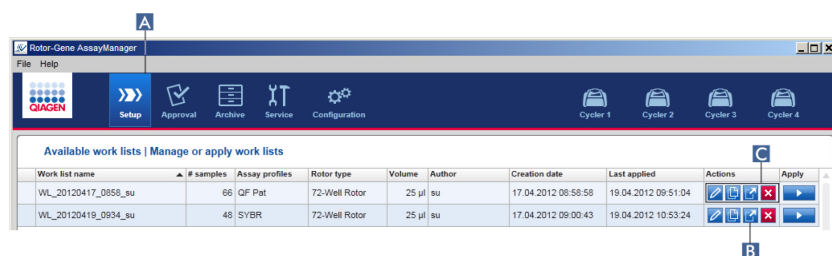 A
Rotor-Gene AssayManager
File Help
QIAGEN
Setup Approval Archive Service Configuration Cycler 1 Cycler 2 Cycler 3 Cycler 4
Available work lists | Manage or apply work lists
C
Work list name # samples Assay profiles Rotor type Volume Author Creation date Last applied Actions Apply
WL_20120417_0858_su 66 QF Pat 72-Well Rotor 25 µl su 17.04.2012 08:58:58 19.04.2012 09:51:04
WL_20120419_0934_su 48 SYBR 72-Well Rotor 25 µl su 17.04.2012 09:00:43 19.04.2012 10:53:24
B